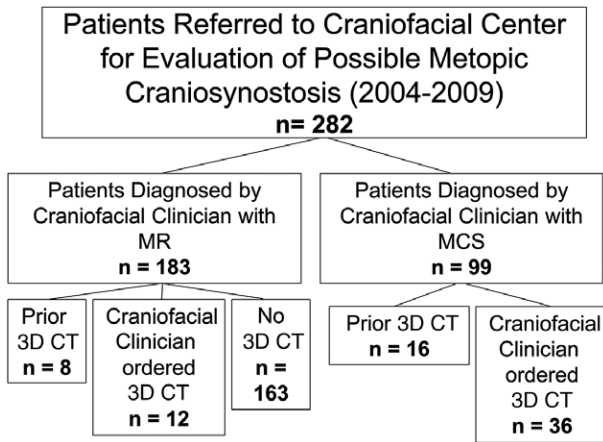 Patients Referred to Craniofacial Center
for Evaluation of Possible Metopic
Craniosynostosis (2004-2009)
n= 282
Patients Diagnosed by
Craniofacial Clinician with
MR
n = 183
Patients Diagnosed by
Craniofacial Clinician with
MCS
n = 99
Prior
3D CT
n = 8
Craniofacial
Clinician
ordered
3D CT
n = 12
No
3D CT
n =
163
Prior 3D CT
n = 16
Craniofacial
Clinician
ordered
3D CT
n = 36